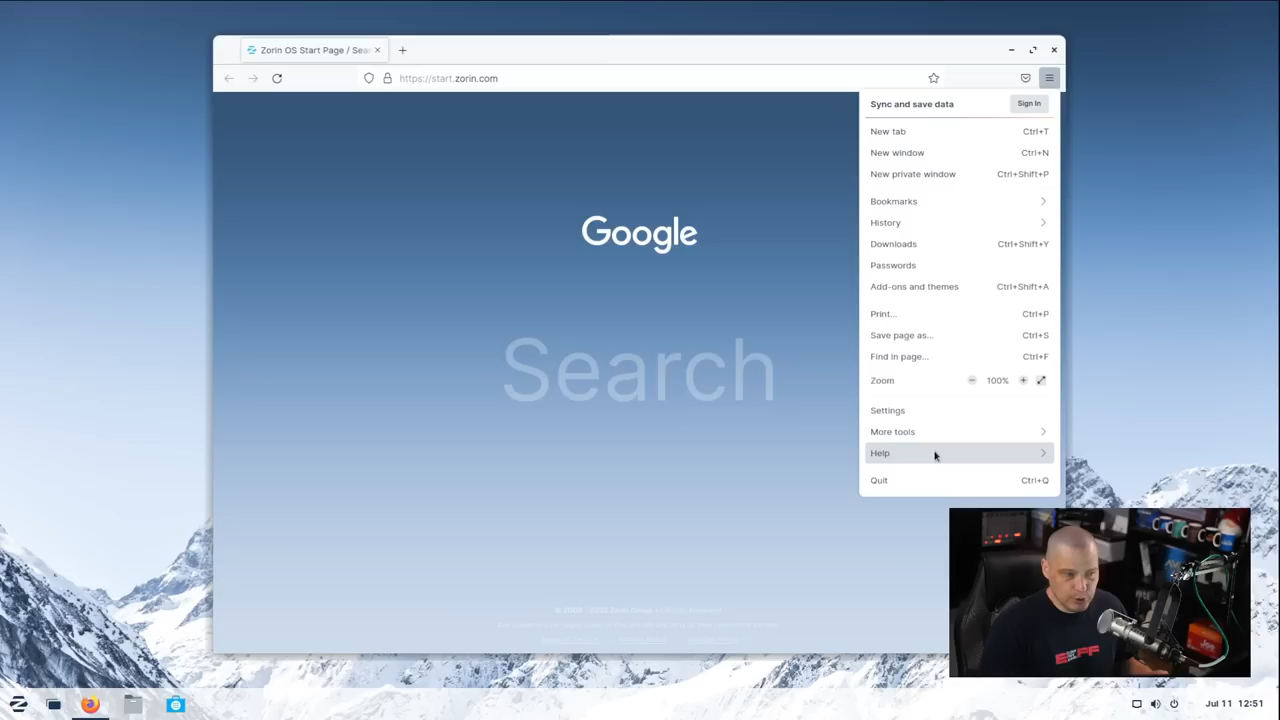 Zorin OS Start Page / Sea
https://start.zorin.com
Sync and save data Sign In
New tab Ctrl+T
New window Ctrl+N
New private window Ctrl+Shift+P
Bookmarks
History
Downloads Ctrl+Shift+Y
Passwords
Add-ons and themes Ctrl+Shift+A
Print... Ctrl+P
Save page as... Ctrl+S
Find in page... Ctrl+F
Zoom 100%
Settings
More tools
Help
Quit Ctrl+Q
Google
Search
Jul 11 12:51